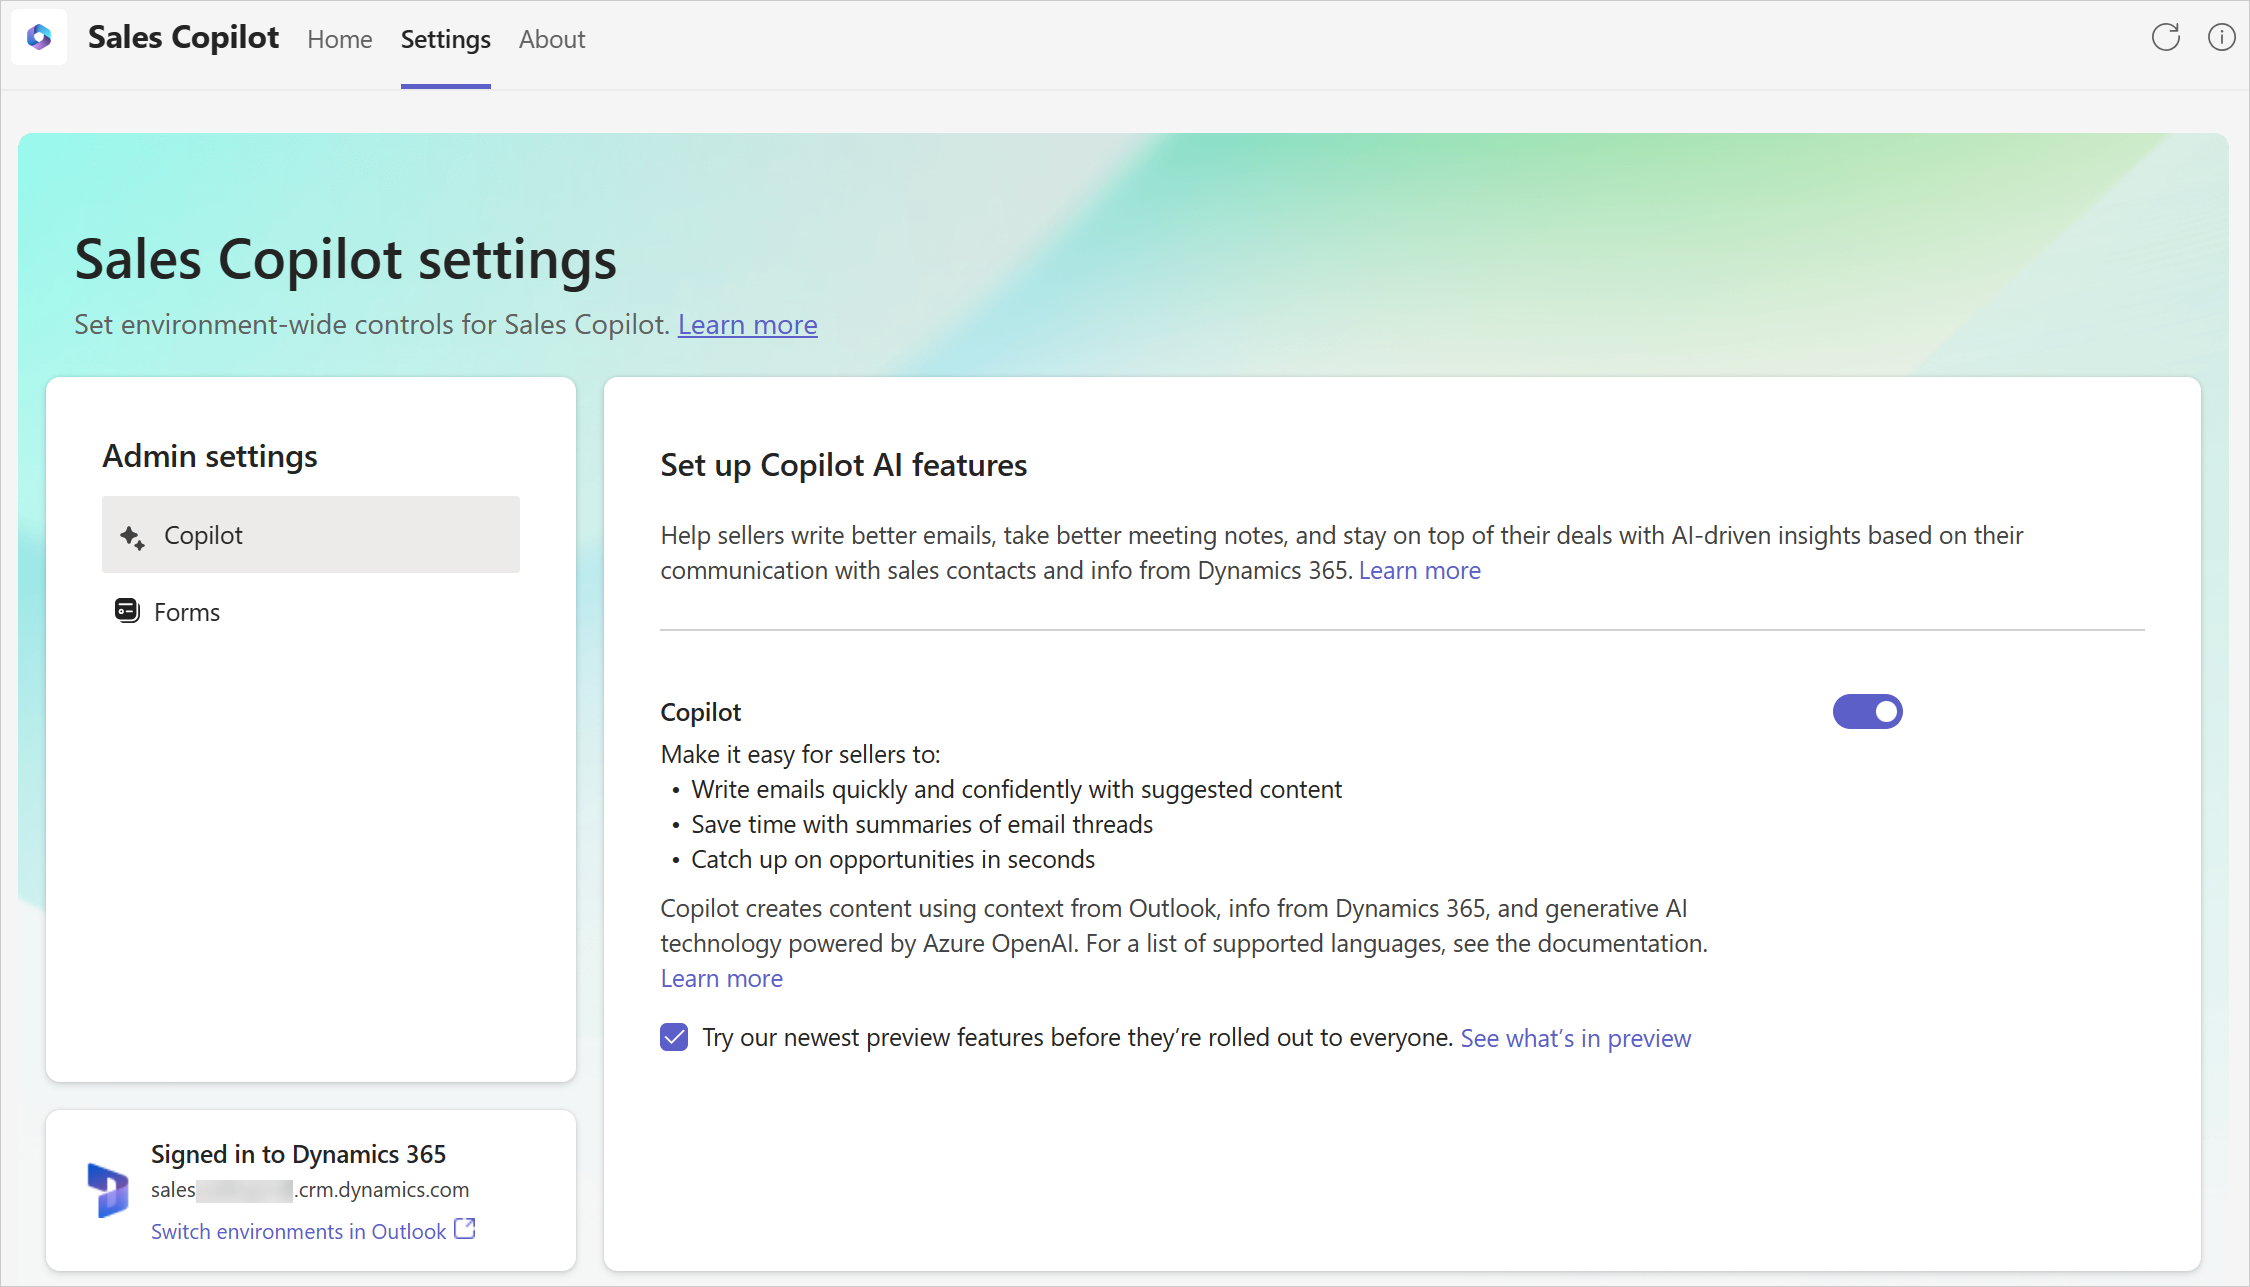 Sales Copilot Home Settings About
Sales Copilot settings
Set environment-wide controls for Sales Copilot. Learn more
Admin settings
Copilot
Forms
Set up Copilot AI features
Help sellers write better emails, take better meeting notes, and stay on top of their deals with AI-driven insights based on their
communication with sales contacts and info from Dynamics 365. Learn more
Copilot
Make it easy for sellers to:
• Write emails quickly and confidently with suggested content
• Save time with summaries of email threads
• Catch up on opportunities in seconds
Copilot creates content using context from Outlook, info from Dynamics 365, and generative AI
technology powered by Azure OpenAI. For a list of supported languages, see the documentation.
Learn more
Try our newest preview features before they’re rolled out to everyone. See what’s in preview
Signed in to Dynamics 365
sales .crm.dynamics.com
Switch environments in Outlook